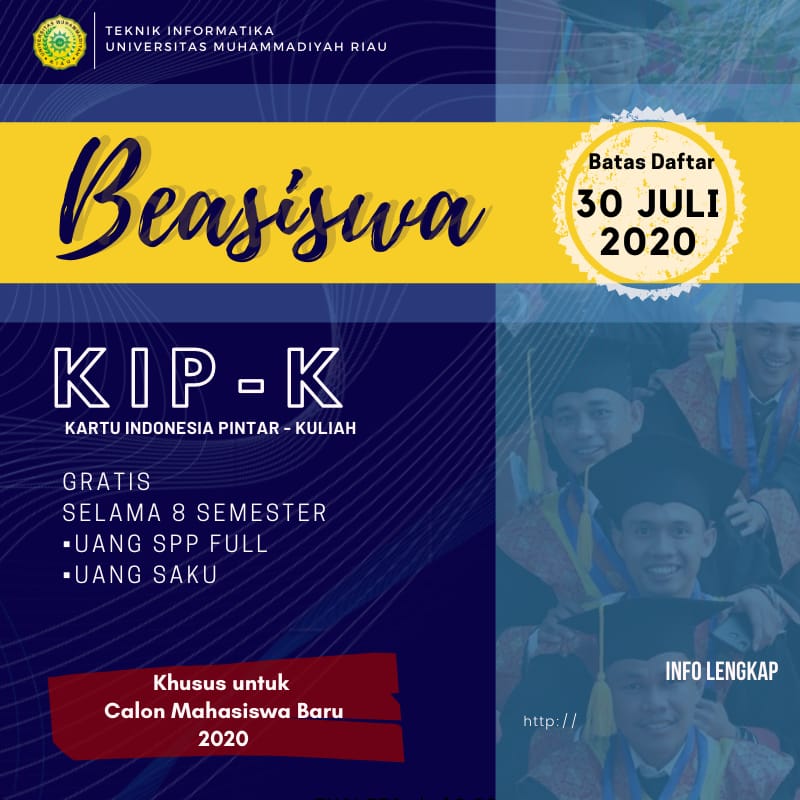 TEKNIK INFORMATIKA
UNIVERSITAS MUHAMMADIYAH RIAU
Beasiswa
Batas Daftar
30 JULI
2020
KIP-K
KARTU INDONESIA PINTAR - KULIAH
GRATIS
SELAMA 8 SEMESTER
▪UANG SPP FULL
▪UANG SAKU
Khusus untuk
Calon Mahasiswa Baru
2020
INFO LENGKAP
http://